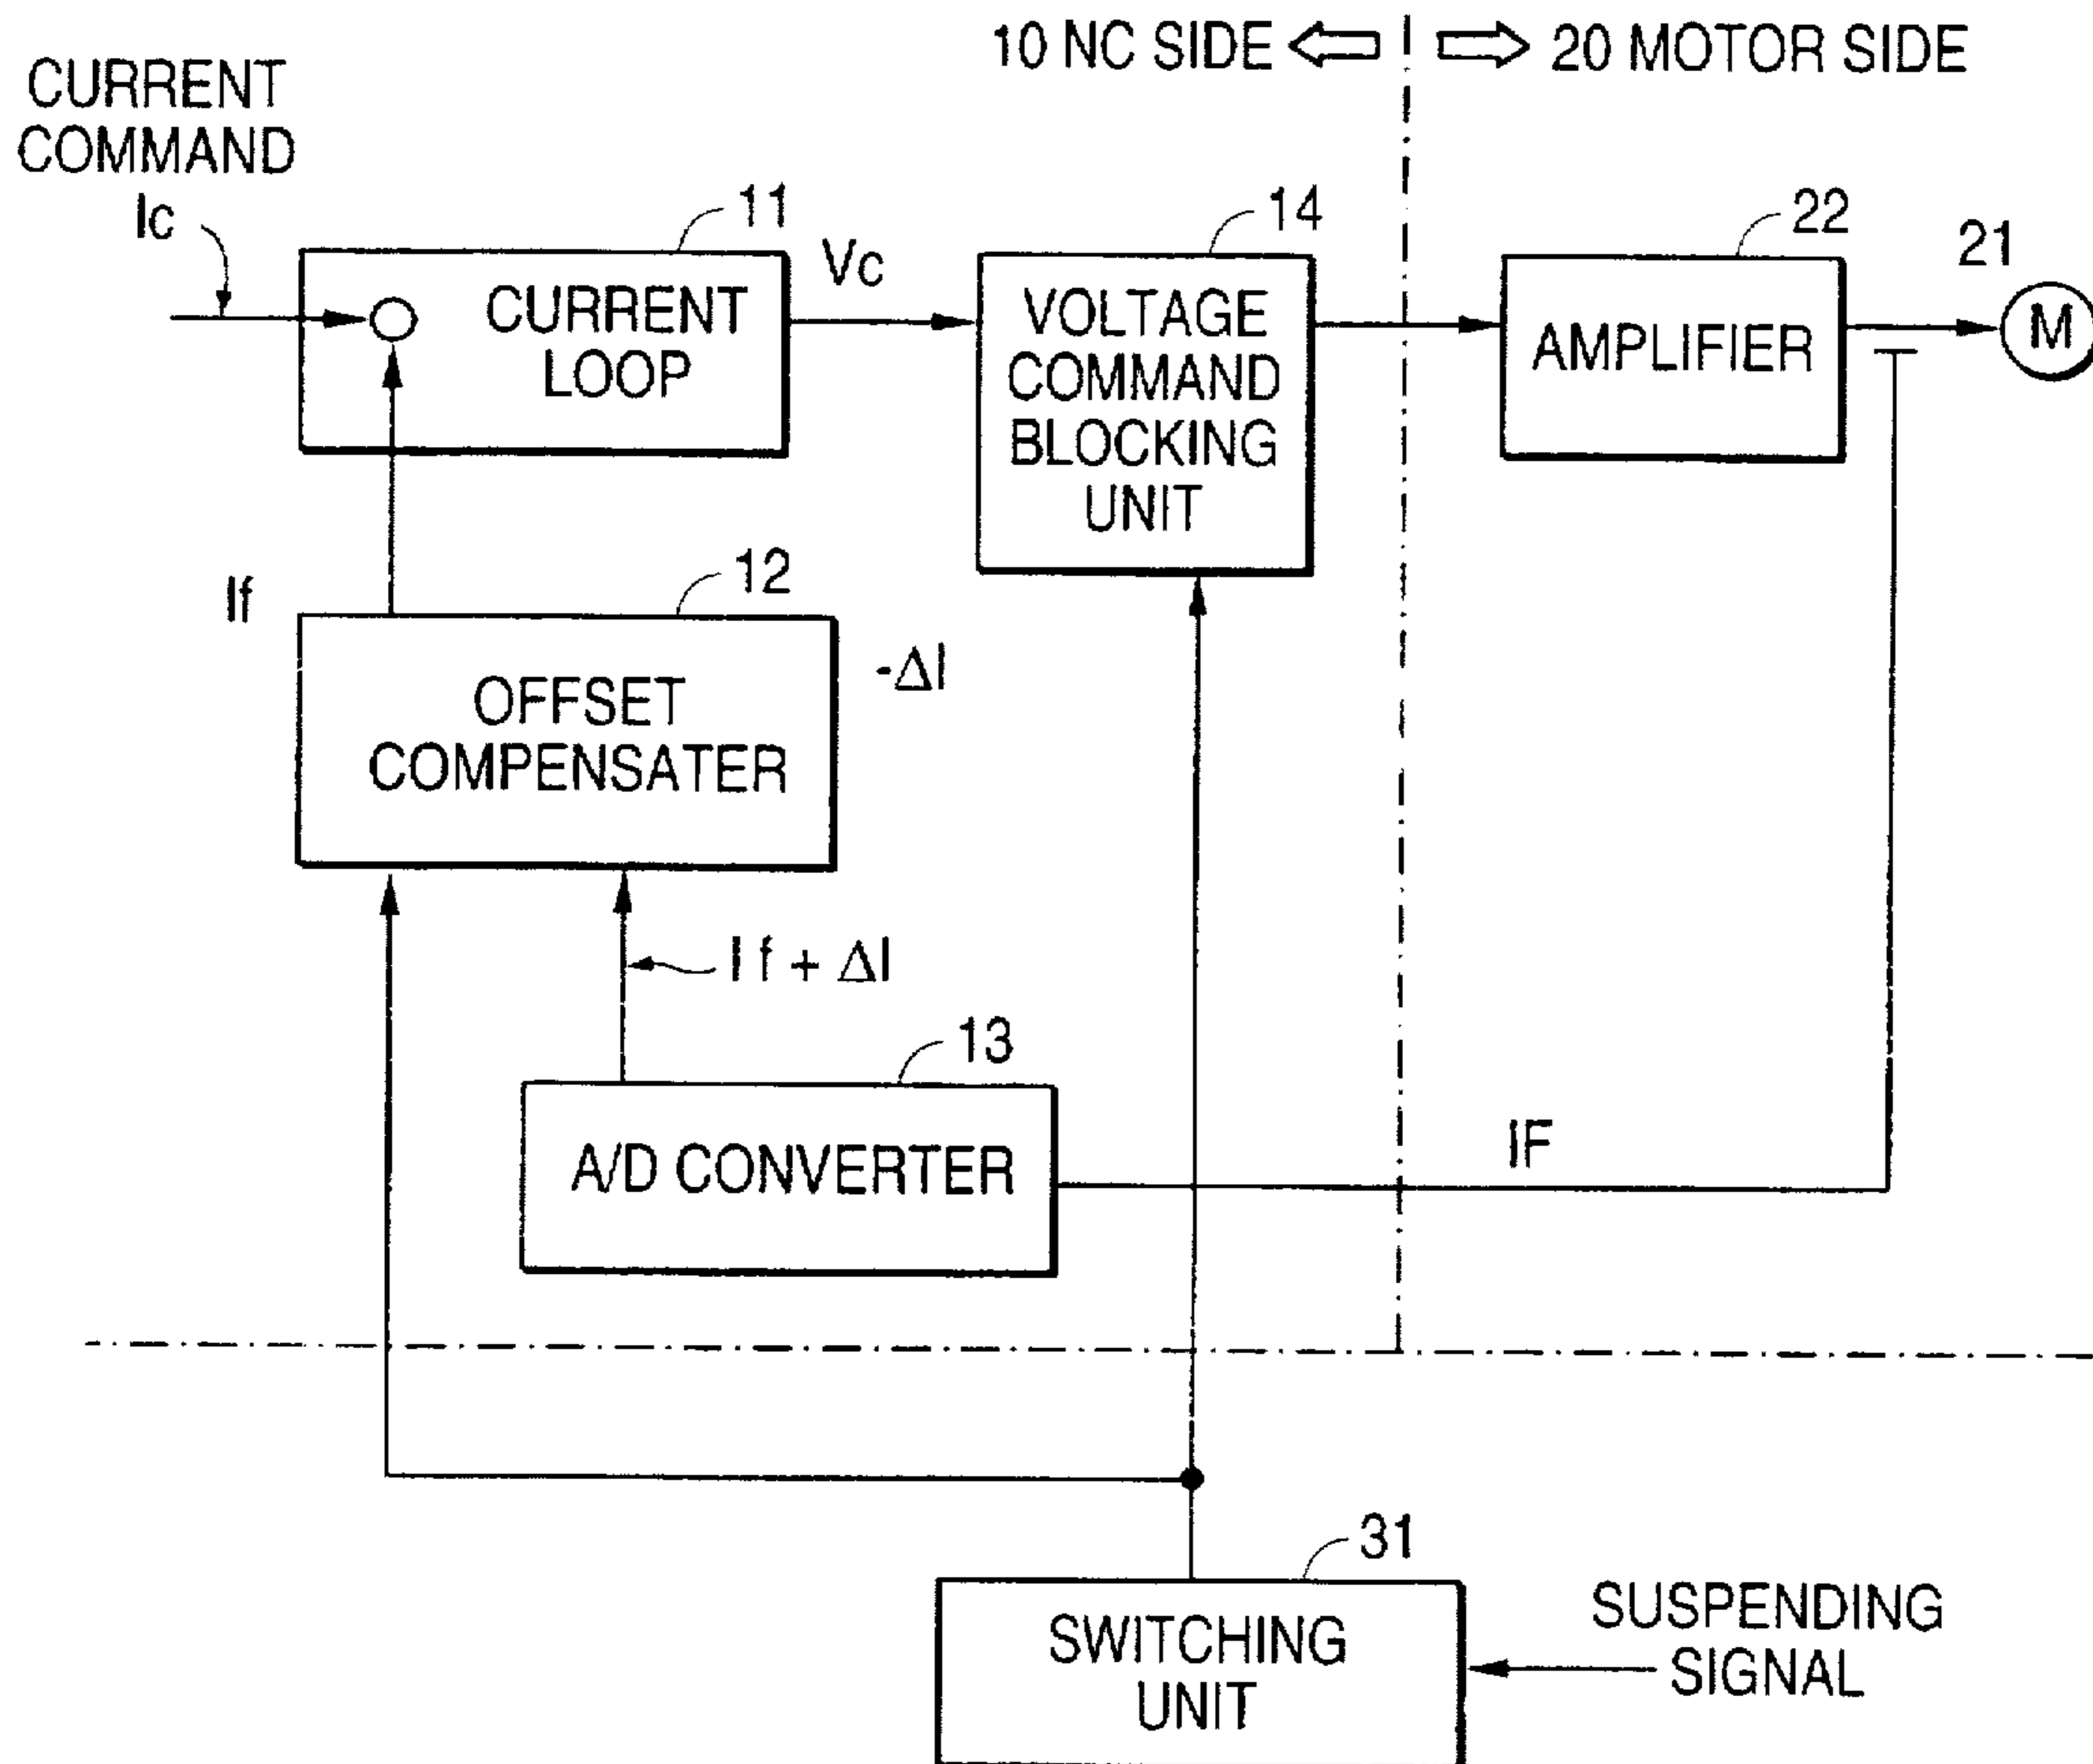 10 NC SIDE
20 MOTOR SIDE
CURRENT
COMMAND
Ic
11
Vc
14
22
21
CURRENT
LOOP
VOLTAGE
COMMAND
BLOCKING
UNIT
AMPLIFIER
M
If
12
-ΔI
OFFSET
COMPENSATER
I f + ΔI
13
A/D CONVERTER
IF
31
SWITCHING
UNIT
SUSPENDING
SIGNAL